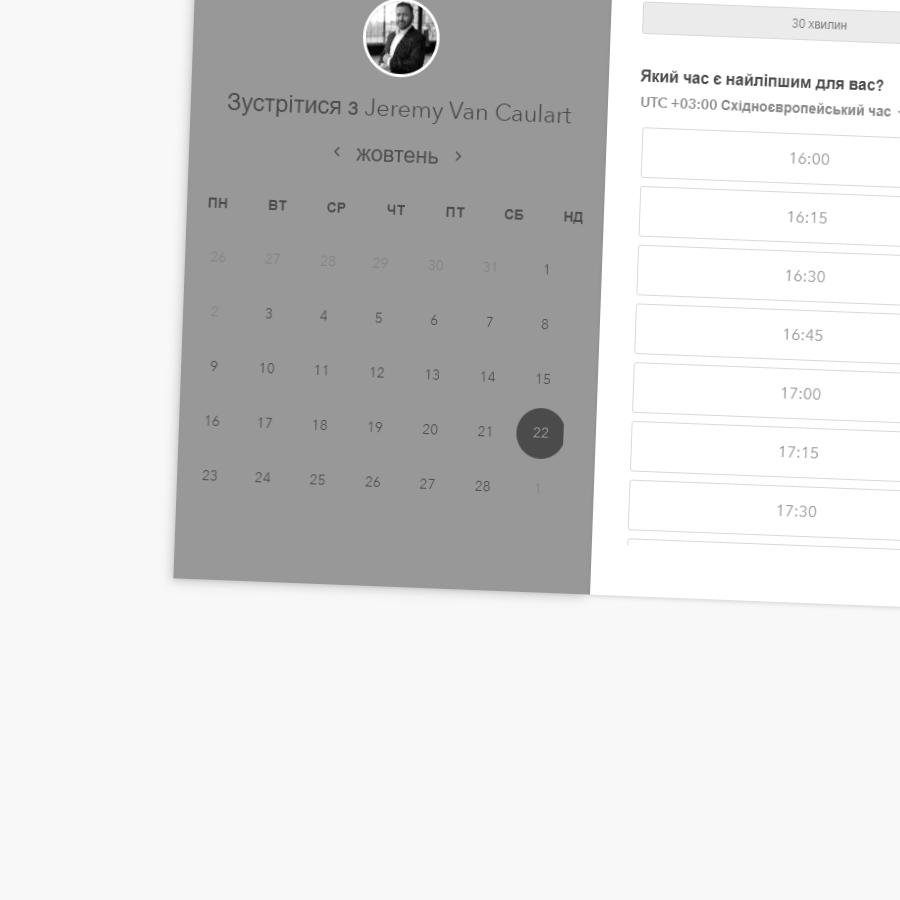 Зустрітися з Jeremy Van Caulart
жовтень
ПН ВТ СР ЧТ ПТ СБ НД
26 27 28 29 30 31 1
2 3 4 5 6 7 8
9 10 11 12 13 14 15
16 17 18 19 20 21 22
23 24 25 26 27 28 1
30 хвилин
Який час є найліпшим для вас?
UTC +03:00 Східноєвропейський час
16:00
16:15
16:30
16:45
17:00
17:15
17:30